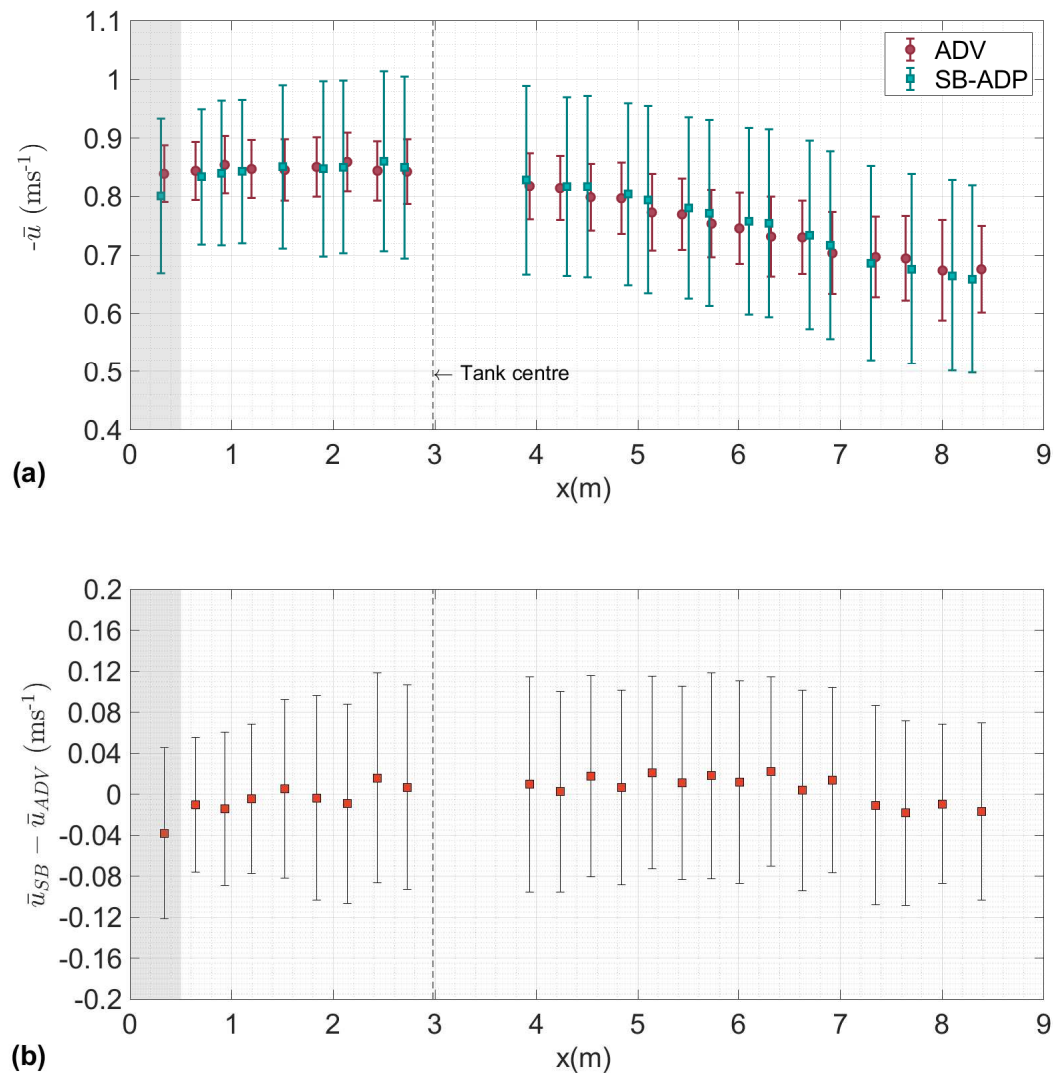 1.1
1
0.9
0.8
0.7
0.6
0.5
0.4
-ū (ms⁻¹)
ADV
SB-ADP
← Tank centre
0 1 2 3 4 5 6 7 8 9
x(m)
(a)
0.2
0.16
0.12
0.08
0.04
0
-0.04
-0.08
-0.12
-0.16
-0.2
ū_SB − ū_ADV (ms⁻¹)
0 1 2 3 4 5 6 7 8 9
x(m)
(b)